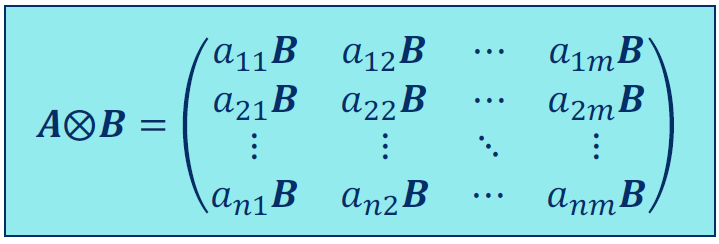 a₁₁B a₁₂B ⋯ a₁ₘB
a₂₁B a₂₂B ⋯ a₂ₘB
A⊗B =
⋮ ⋮ ⋱ ⋮
aₙ₁B aₙ₂B ⋯ aₙₘB